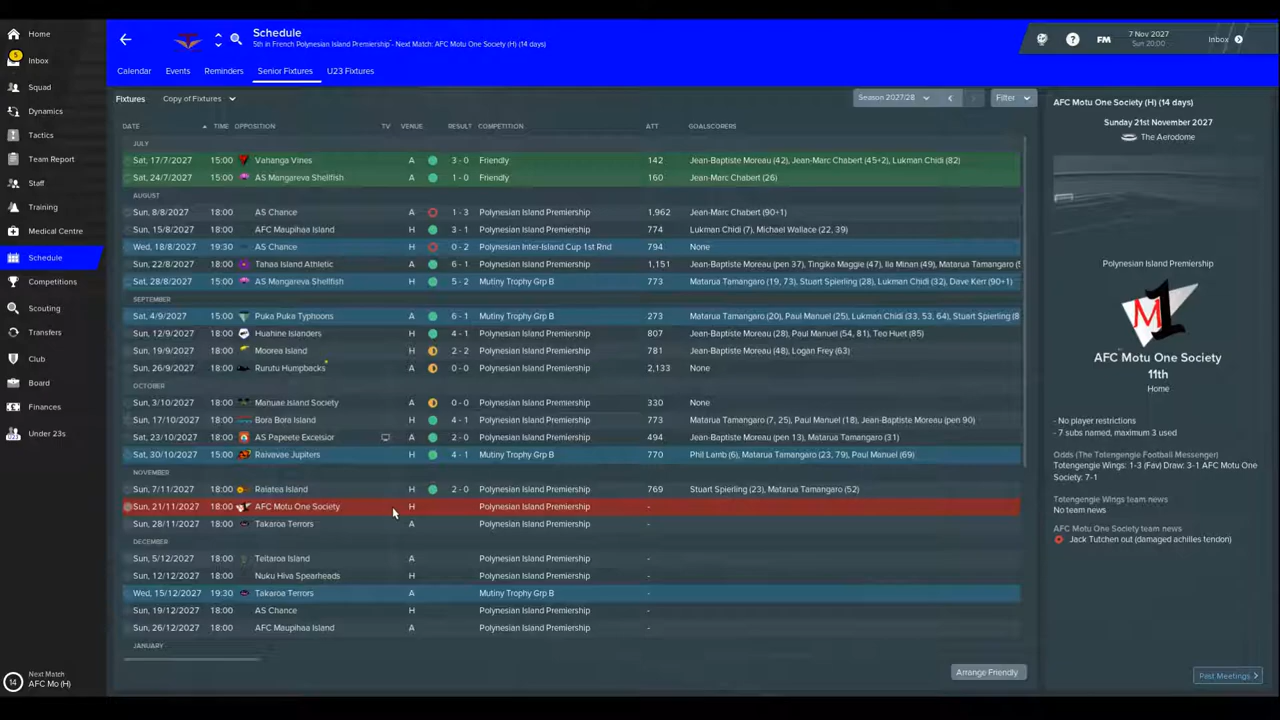 Home
5
Inbox
Squad
Dynamics
Tactics
Team Report
Staff
Training
Medical Centre
Schedule
Competitions
Scouting
Transfers
Club
Board
Finances
Under 23s
14
Next Match
AFC Mo (H)
Schedule
5th in French Polynesian Island Premiership - Next Match: AFC Motu One Society (H) (14 days)
? FM 7 Nov 2027 Sun 20:00 Inbox
Calendar Events Reminders Senior Fixtures U23 Fixtures
Fixtures Copy of Fixtures Season 2027/28 Filter
DATE TIME OPPOSITION TV VENUE RESULT COMPETITION ATT GOALSCORERS
JULY
Sat, 17/7/2027 15:00 Vahanga Vines A 3 - 0 Friendly 142 Jean-Baptiste Moreau (42), Jean-Marc Chabert (45+2), Lukman Chidi (82)
Sat, 24/7/2027 15:00 AS Mangareva Shellfish A 1 - 0 Friendly 160 Jean-Marc Chabert (26)
AUGUST
Sun, 8/8/2027 18:00 AS Chance A 1 - 3 Polynesian Island Premiership 1,962 Jean-Marc Chabert (90+1)
Sun, 15/8/2027 18:00 AFC Maupihaa Island H 3 - 1 Polynesian Island Premiership 774 Lukman Chidi (7), Michael Wallace (22, 39)
Wed, 18/8/2027 19:30 AS Chance H 0 - 2 Polynesian Inter-Island Cup 1st Rnd 794 None
Sun, 22/8/2027 18:00 Tahaa Island Athletic A 6 - 1 Polynesian Island Premiership 1,151 Jean-Baptiste Moreau (pen 37), Tingika Maggie (47), Ila Minan (49), Matarua Tamangaro (5
Sat, 28/8/2027 15:00 AS Mangareva Shellfish H 5 - 2 Mutiny Trophy Grp B 773 Matarua Tamangaro (19, 73), Stuart Spierling (28), Lukman Chidi (32), Dave Kerr (90+1)
SEPTEMBER
Sat, 4/9/2027 15:00 Puka Puka Typhoons A 6 - 1 Mutiny Trophy Grp B 273 Matarua Tamangaro (20), Paul Manuel (25), Lukman Chidi (33, 53, 64), Stuart Spierling (8
Sun, 12/9/2027 18:00 Huahine Islanders H 4 - 1 Polynesian Island Premiership 807 Jean-Baptiste Moreau (28), Paul Manuel (54, 81), Teo Huet (85)
Sun, 19/9/2027 18:00 Moorea Island H 2 - 2 Polynesian Island Premiership 781 Jean-Baptiste Moreau (48), Logan Frey (63)
Sun, 26/9/2027 18:00 Rurutu Humpbacks A 0 - 0 Polynesian Island Premiership 2,133 None
OCTOBER
Sun, 3/10/2027 18:00 Manuae Island Society A 0 - 0 Polynesian Island Premiership 330 None
Sun, 17/10/2027 18:00 Bora Bora Island H 4 - 1 Polynesian Island Premiership 773 Matarua Tamangaro (7, 25), Paul Manuel (18), Jean-Baptiste Moreau (pen 90)
Sat, 23/10/2027 18:00 AS Papeete Excelsior A 2 - 0 Polynesian Island Premiership 494 Jean-Baptiste Moreau (pen 13), Matarua Tamangaro (31)
Sat, 30/10/2027 15:00 Raivavae Jupiters H 4 - 1 Mutiny Trophy Grp B 770 Phil Lamb (6), Matarua Tamangaro (23, 79), Paul Manuel (69)
NOVEMBER
Sun, 7/11/2027 18:00 Raiatea Island H 2 - 0 Polynesian Island Premiership 769 Stuart Spierling (23), Matarua Tamangaro (52)
Sun, 21/11/2027 18:00 AFC Motu One Society H Polynesian Island Premiership -
Sun, 28/11/2027 18:00 Takaroa Terrors A Polynesian Island Premiership -
DECEMBER
Sun, 5/12/2027 18:00 Teitaroa Island A Polynesian Island Premiership -
Sun, 12/12/2027 18:00 Nuku Hiva Spearheads H Polynesian Island Premiership -
Wed, 15/12/2027 19:30 Takaroa Terrors A Mutiny Trophy Grp B -
Sun, 19/12/2027 18:00 AS Chance H Polynesian Island Premiership -
Sun, 26/12/2027 18:00 AFC Maupihaa Island A Polynesian Island Premiership -
JANUARY
Arrange Friendly
AFC Motu One Society (H) (14 days)
Sunday 21st November 2027
The Aerodome
Polynesian Island Premiership
M1
AFC Motu One Society
11th
Home
- No player restrictions
- 7 subs named, maximum 3 used
Odds (The Totengengie Football Messenger)
Totengengie Wings: 1-3 (Fav) Draw: 3-1 AFC Motu One
Society: 7-1
Totengengie Wings team news
No team news
AFC Motu One Society team news
Jack Tutchen out (damaged achilles tendon)
Past Meetings